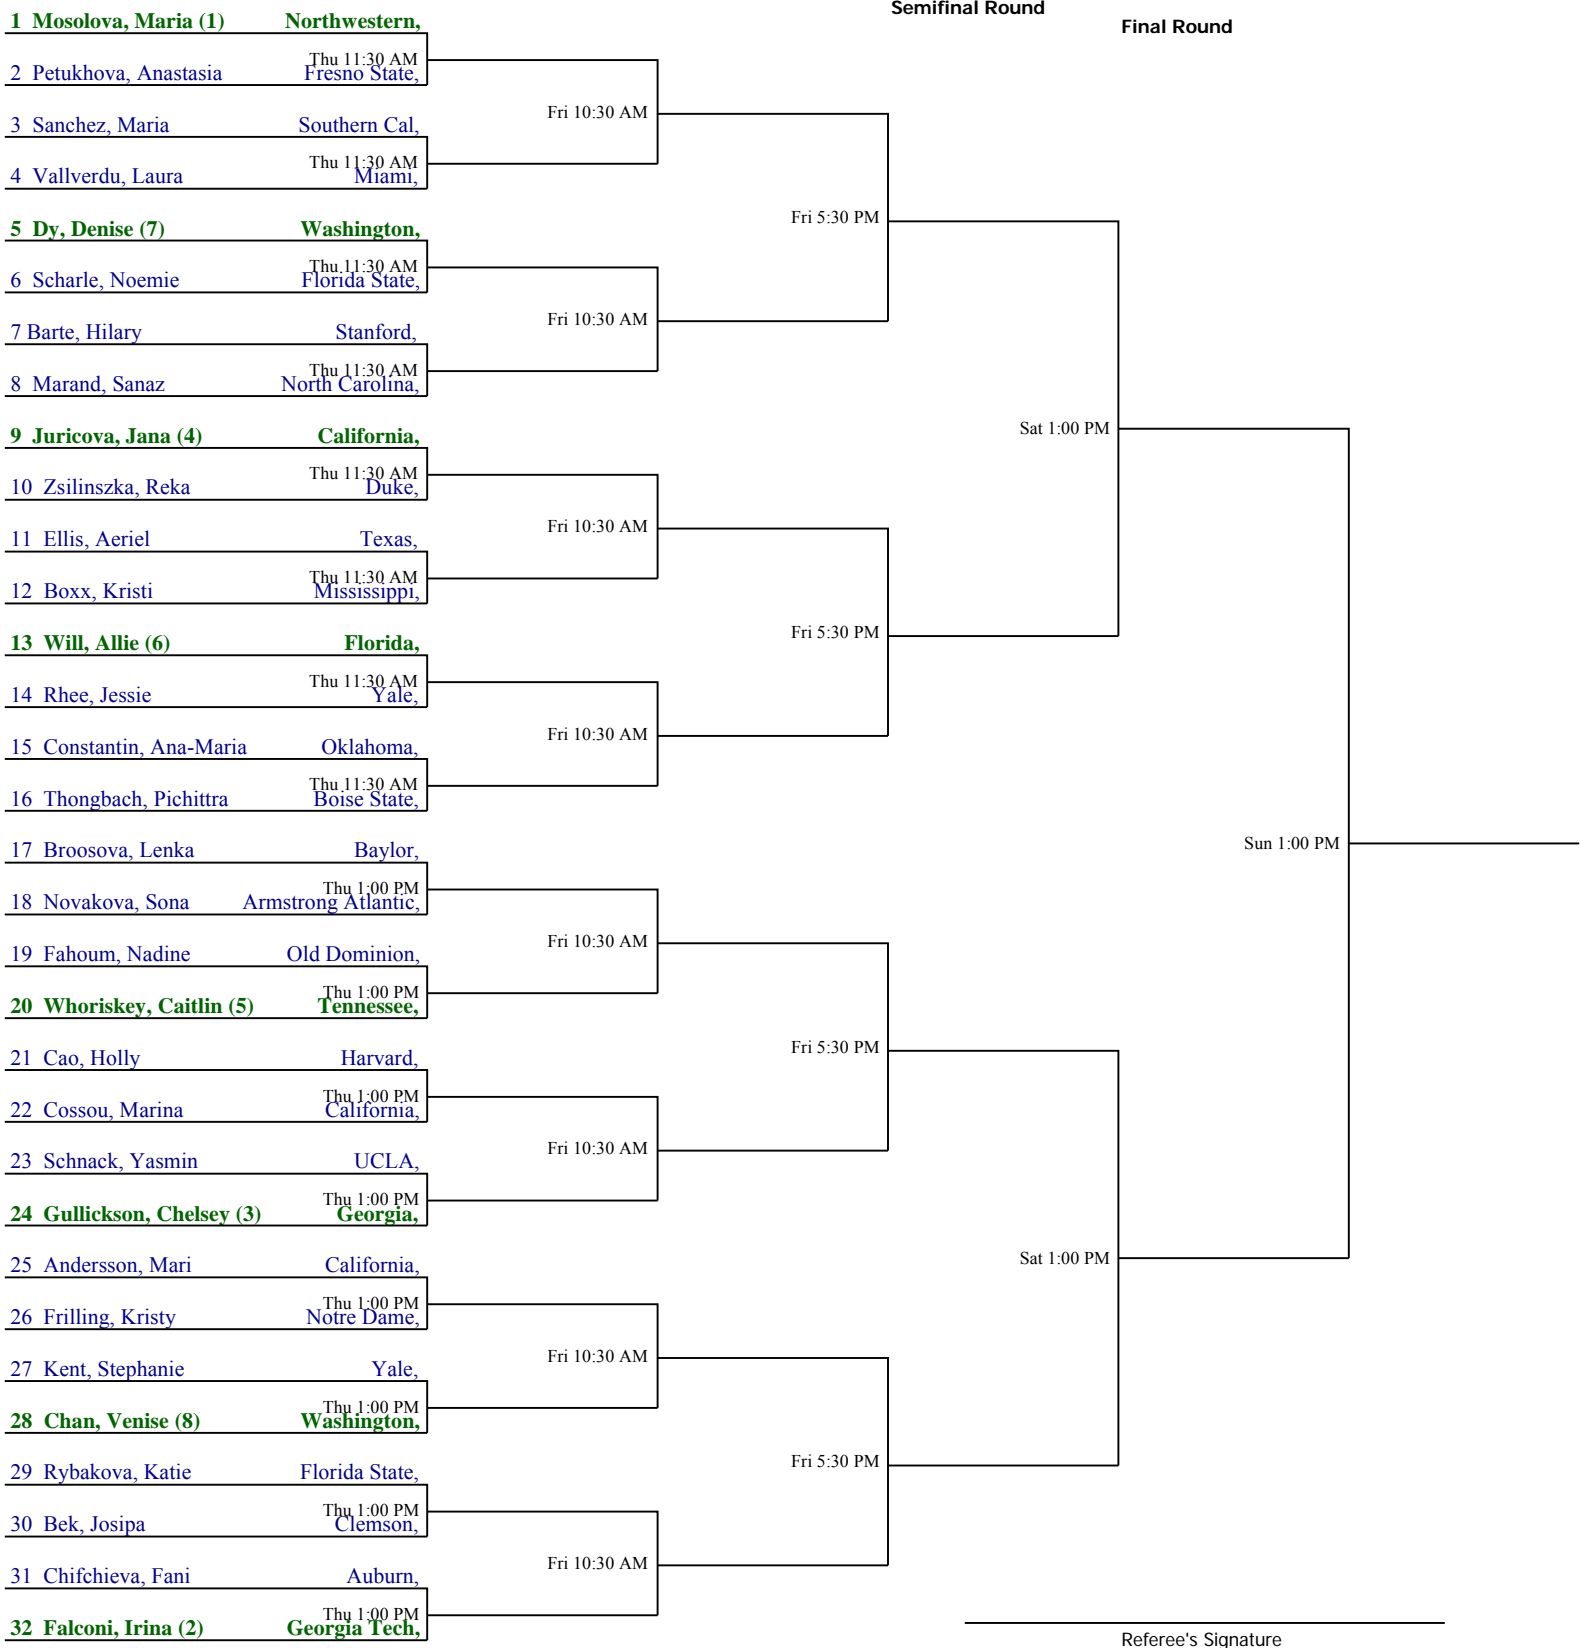 Semifinal Round
Final Round
1 Mosolova, Maria (1) Northwestern,
Thu 11:30 AM
2 Petukhova, Anastasia Fresno State,
Fri 10:30 AM
3 Sanchez, Maria Southern Cal,
Thu 11:30 AM
4 Vallverdu, Laura Miami,
Fri 5:30 PM
5 Dy, Denise (7) Washington,
Thu 11:30 AM
6 Scharle, Noemie Florida State,
Fri 10:30 AM
7 Barte, Hilary Stanford,
Thu 11:30 AM
8 Marand, Sanaz North Carolina,
Sat 1:00 PM
9 Juricova, Jana (4) California,
Thu 11:30 AM
10 Zsilinszka, Reka Duke,
Fri 10:30 AM
11 Ellis, Aeriel Texas,
Thu 11:30 AM
12 Boxx, Kristi Mississippi,
Fri 5:30 PM
13 Will, Allie (6) Florida,
Thu 11:30 AM
14 Rhee, Jessie Yale,
Fri 10:30 AM
15 Constantin, Ana-Maria Oklahoma,
Thu 11:30 AM
16 Thongbach, Pichittra Boise State,
Sun 1:00 PM
17 Broosova, Lenka Baylor,
Thu 1:00 PM
18 Novakova, Sona Armstrong Atlantic,
Fri 10:30 AM
19 Fahoum, Nadine Old Dominion,
Thu 1:00 PM
20 Whoriskey, Caitlin (5) Tennessee,
Fri 5:30 PM
21 Cao, Holly Harvard,
Thu 1:00 PM
22 Cossou, Marina California,
Fri 10:30 AM
23 Schnack, Yasmin UCLA,
Thu 1:00 PM
24 Gullickson, Chelsey (3) Georgia,
Sat 1:00 PM
25 Andersson, Mari California,
Thu 1:00 PM
26 Frilling, Kristy Notre Dame,
Fri 10:30 AM
27 Kent, Stephanie Yale,
Thu 1:00 PM
28 Chan, Venise (8) Washington,
Fri 5:30 PM
29 Rybakova, Katie Florida State,
Thu 1:00 PM
30 Bek, Josipa Clemson,
Fri 10:30 AM
31 Chifchieva, Fani Auburn,
Thu 1:00 PM
32 Falconi, Irina (2) Georgia Tech,
Referee's Signature